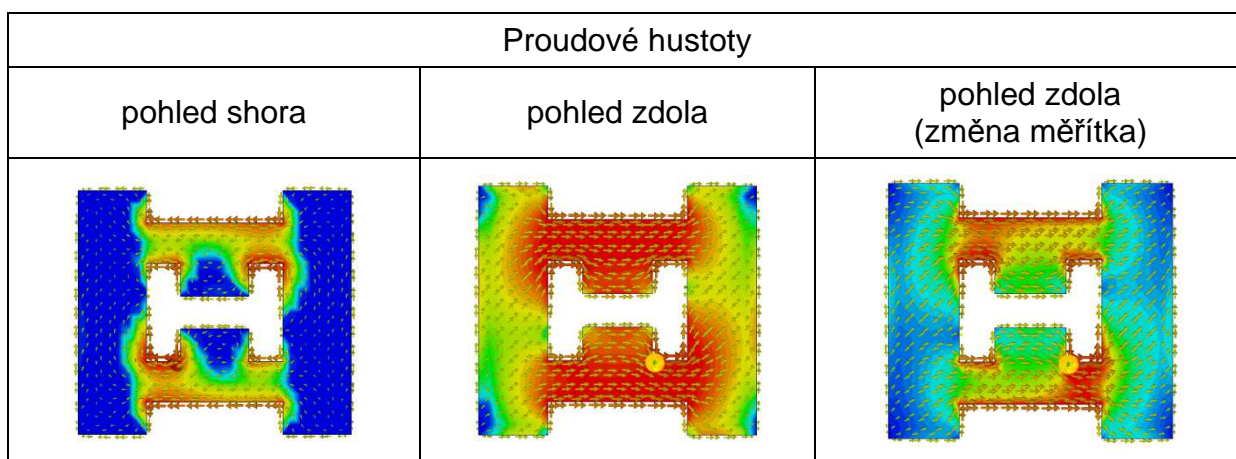 Proudové hustoty
pohled shora
pohled zdola
pohled zdola
(změna měřítka)